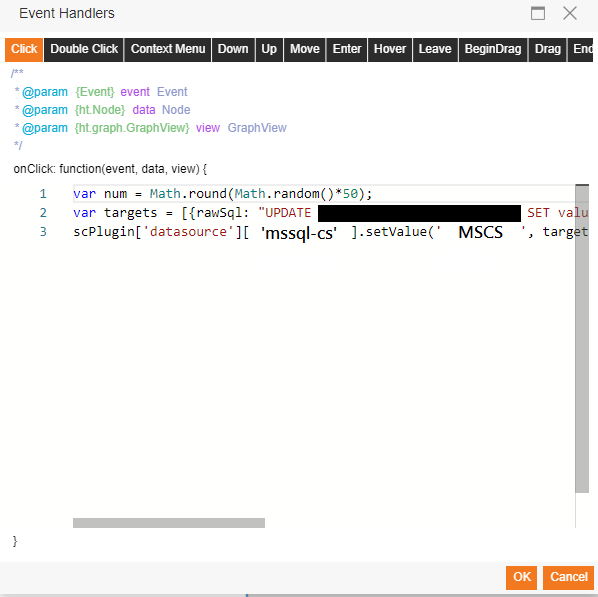 Event Handlers
Click Double Click Context Menu Down Up Move Enter Hover Leave BeginDrag Drag End
/**
* @param {Event} event Event
* @param {ht.Node} data Node
* @param {ht.graph.GraphView} view GraphView
*/
onClick: function(event, data, view) {
1 var num = Math.round(Math.random()*50);
2 var targets = [{rawSql: "UPDATE SET valu
3 scPlugin['datasource'][ 'mssql-cs' ].setValue(' MSCS ', target
}
OK Cancel